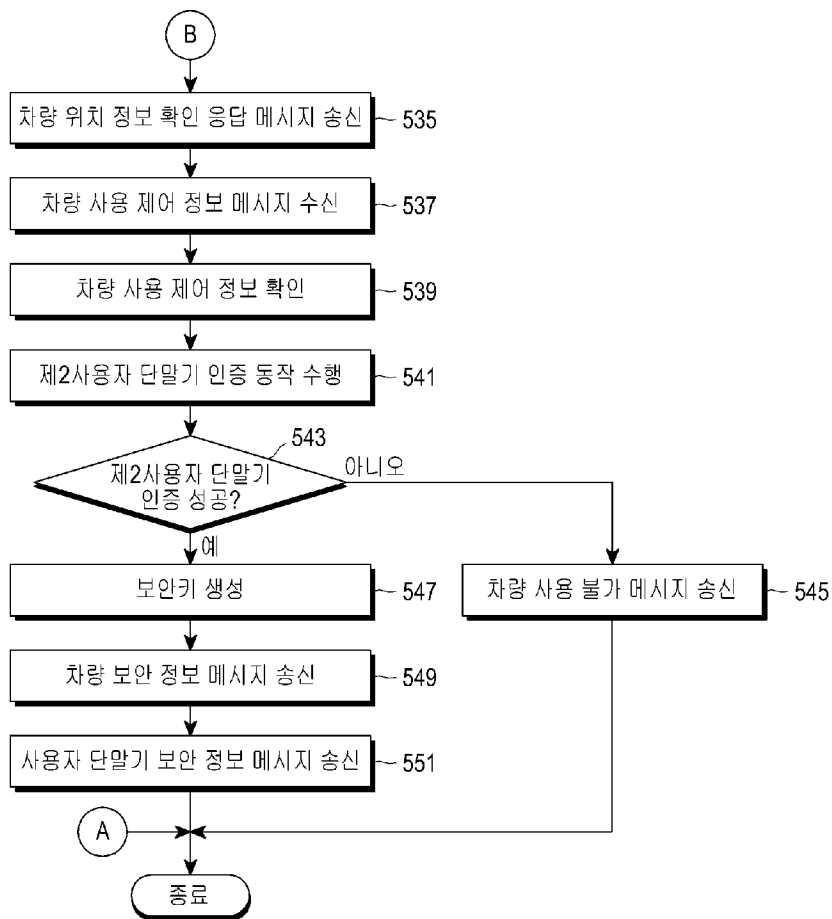 B
차량 위치 정보 확인 응답 메시지 송신 535
차량 사용 제어 정보 메시지 수신 537
차량 사용 제어 정보 확인 539
제2사용자 단말기 인증 동작 수행 541
543
제2사용자 단말기
인증 성공?
아니오
예
보안키 생성 547
차량 사용 불가 메시지 송신 545
차량 보안 정보 메시지 송신 549
사용자 단말기 보안 정보 메시지 송신 551
A
종료